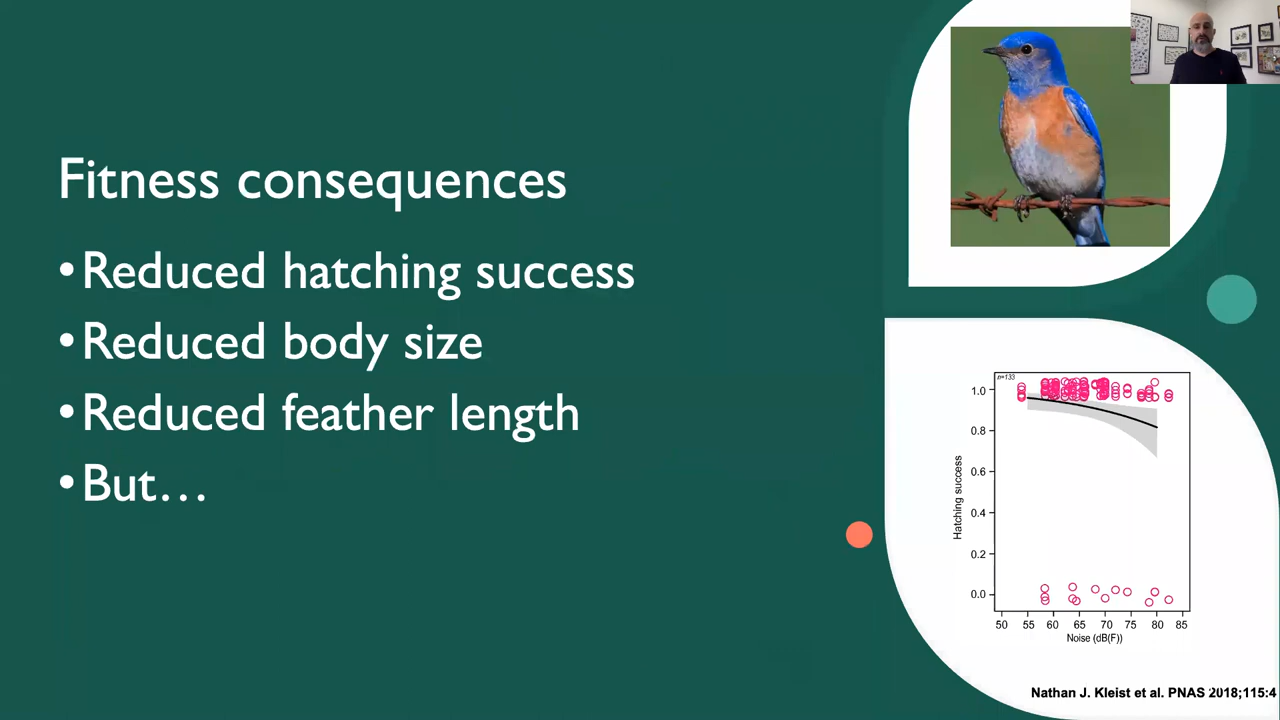 Fitness consequences
•Reduced hatching success
•Reduced body size
•Reduced feather length
•But…
n=133
1.0
0.8
0.6
0.4
0.2
0.0
Hatching success
50 55 60 65 70 75 80 85
Noise (dB(F))
Nathan J. Kleist et al. PNAS 2018;115:4